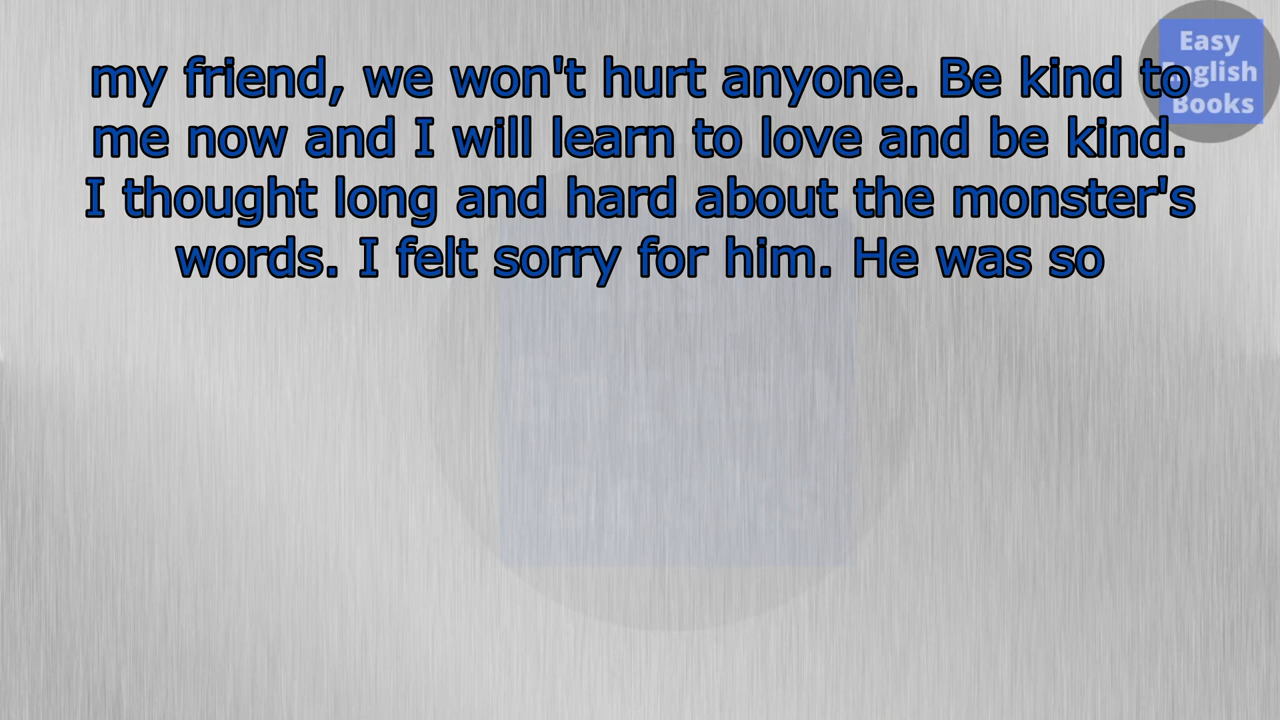 my friend, we won't hurt anyone. Be kind to
me now and I will learn to love and be kind.
I thought long and hard about the monster's
words. I felt sorry for him. He was so
Easy
English
Books